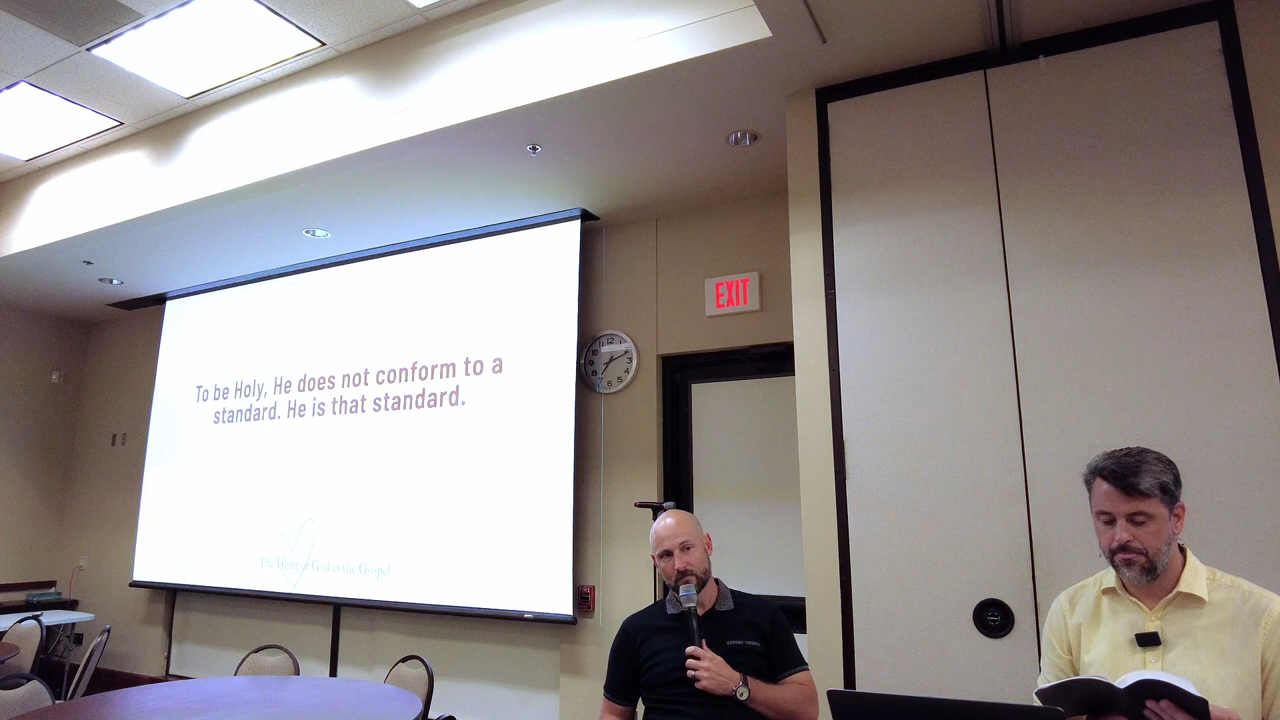 To be Holy, He does not conform to a
standard. He is that standard.
The Heart of God in the Gospel
EXIT